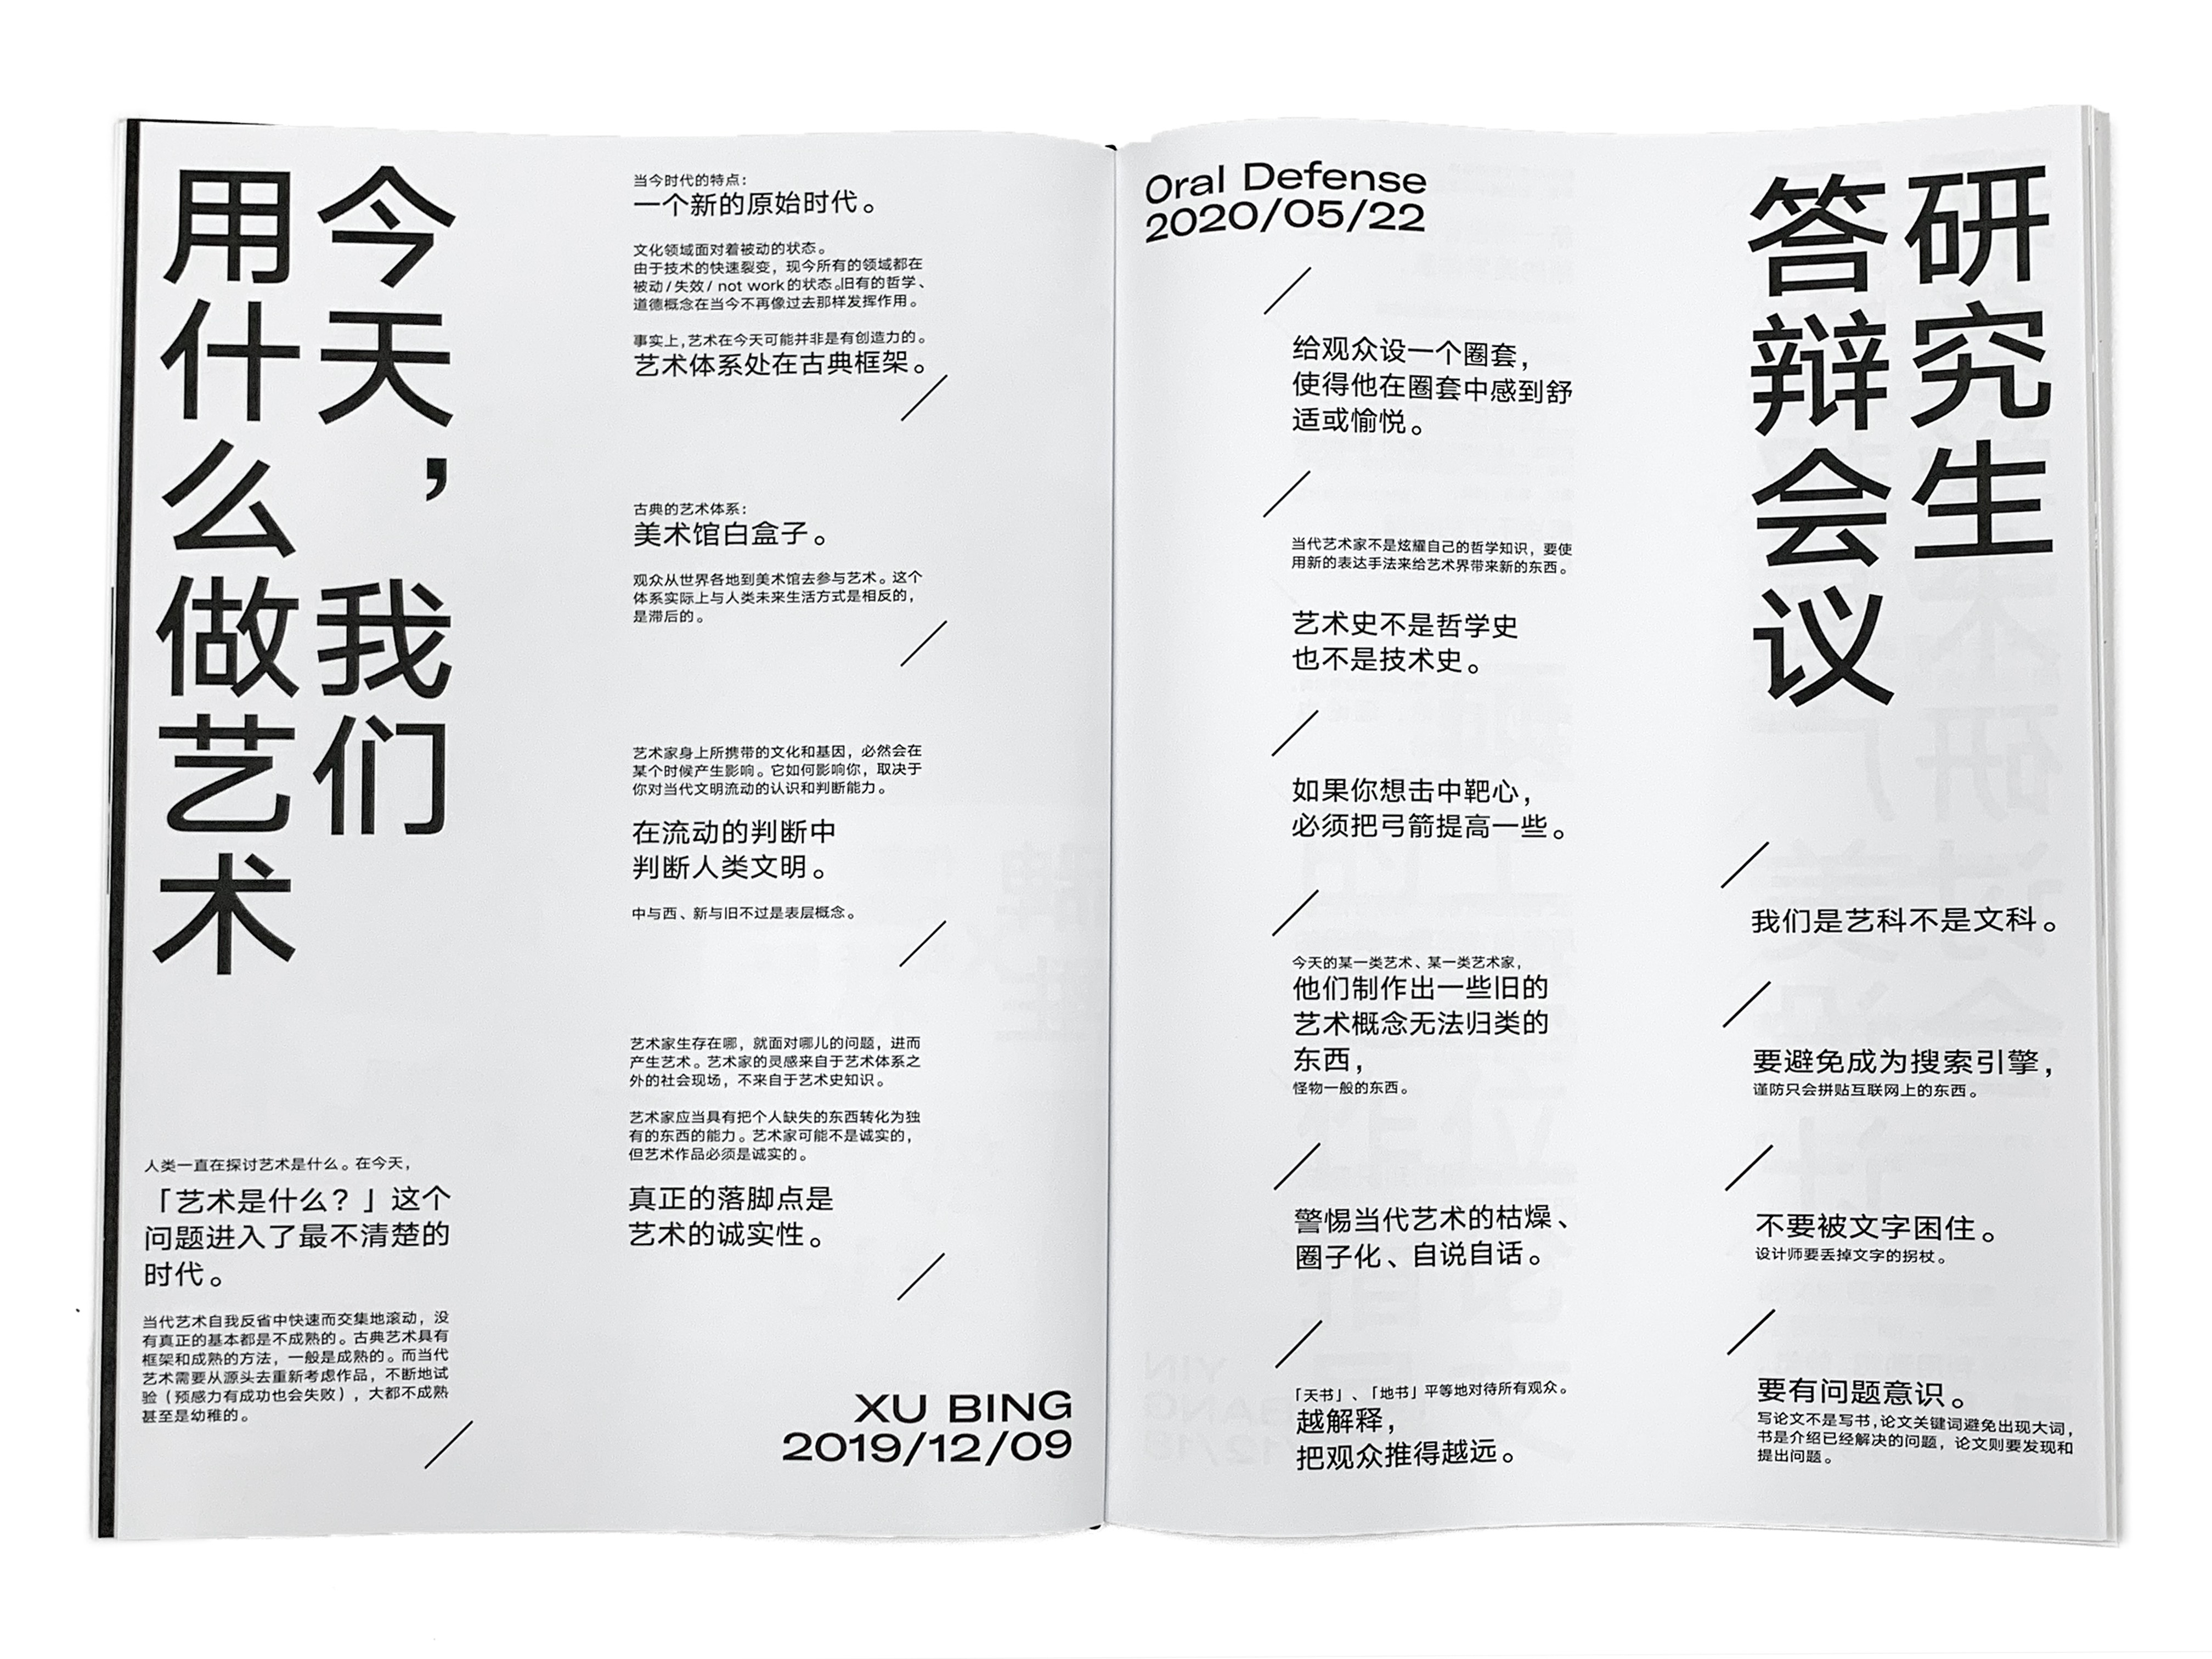 今天，我们
用什么做艺术
人类一直在探讨艺术是什么。在今天，
「艺术是什么？」这个
问题进入了最不清楚的
时代。
当代艺术自我反省中快速而交集地滚动，没
有真正的基本都是不成熟的。古典艺术具有
框架和成熟的方法，一般是成熟的。而当代
艺术需要从源头去重新考虑作品，不断地试
验（预感力有成功也会失败），大都不成熟
甚至是幼稚的。
当今时代的特点：
一个新的原始时代。
文化领域面对着被动的状态。
由于技术的快速裂变，现今所有的领域都在
被动/失效/ not work的状态。旧有的哲学、
道德概念在当今不再像过去那样发挥作用。
事实上，艺术在今天可能并非是有创造力的。
艺术体系处在古典框架。
古典的艺术体系：
美术馆白盒子。
观众从世界各地到美术馆去参与艺术。这个
体系实际上与人类未来生活方式是相反的，
是滞后的。
艺术家身上所携带的文化和基因，必然会在
某个时候产生影响。它如何影响你，取决于
你对当代文明流动的认识和判断能力。
在流动的判断中
判断人类文明。
中与西、新与旧不过是表层概念。
艺术家生存在哪，就面对哪儿的问题，进而
产生艺术。艺术家的灵感来自于艺术体系之
外的社会现场，不来自于艺术史知识。
艺术家应当具有把个人缺失的东西转化为独
有的东西的能力。艺术家可能不是诚实的，
但艺术作品必须是诚实的。
真正的落脚点是
艺术的诚实性。
XU BING
2019/12/09
Oral Defense
2020/05/22
研究生
答辩会议
给观众设一个圈套，
使得他在圈套中感到舒
适或愉悦。
当代艺术家不是炫耀自己的哲学知识，要使
用新的表达手法来给艺术界带来新的东西。
艺术史不是哲学史
也不是技术史。
如果你想击中靶心，
必须把弓箭提高一些。
今天的某一类艺术、某一类艺术家，
他们制作出一些旧的
艺术概念无法归类的
东西，
怪物一般的东西。
警惕当代艺术的枯燥、
圈子化、自说自话。
「天书」、「地书」平等地对待所有观众。
越解释，
把观众推得越远。
我们是艺科不是文科。
要避免成为搜索引擎，
谨防只会拼贴互联网上的东西。
不要被文字困住。
设计师要丢掉文字的拐杖。
要有问题意识。
写论文不是写书，论文关键词避免出现大词，
书是介绍已经解决的问题，论文则要发现和
提出问题。